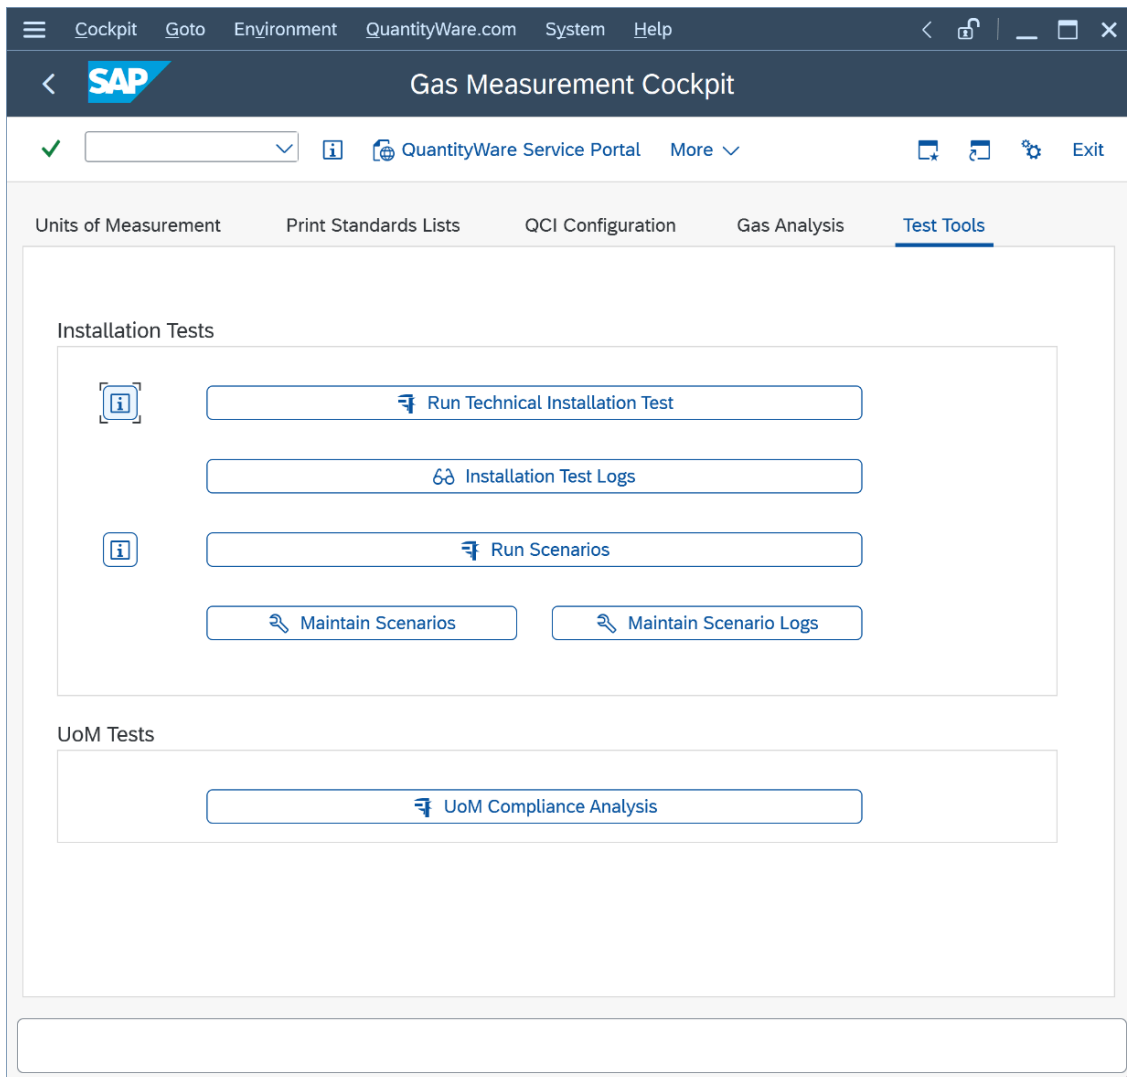 Cockpit Goto Environment QuantityWare.com System Help
SAP Gas Measurement Cockpit
QuantityWare Service Portal More Exit
Units of Measurement Print Standards Lists QCI Configuration Gas Analysis Test Tools
Installation Tests
Run Technical Installation Test
Installation Test Logs
Run Scenarios
Maintain Scenarios Maintain Scenario Logs
UoM Tests
UoM Compliance Analysis